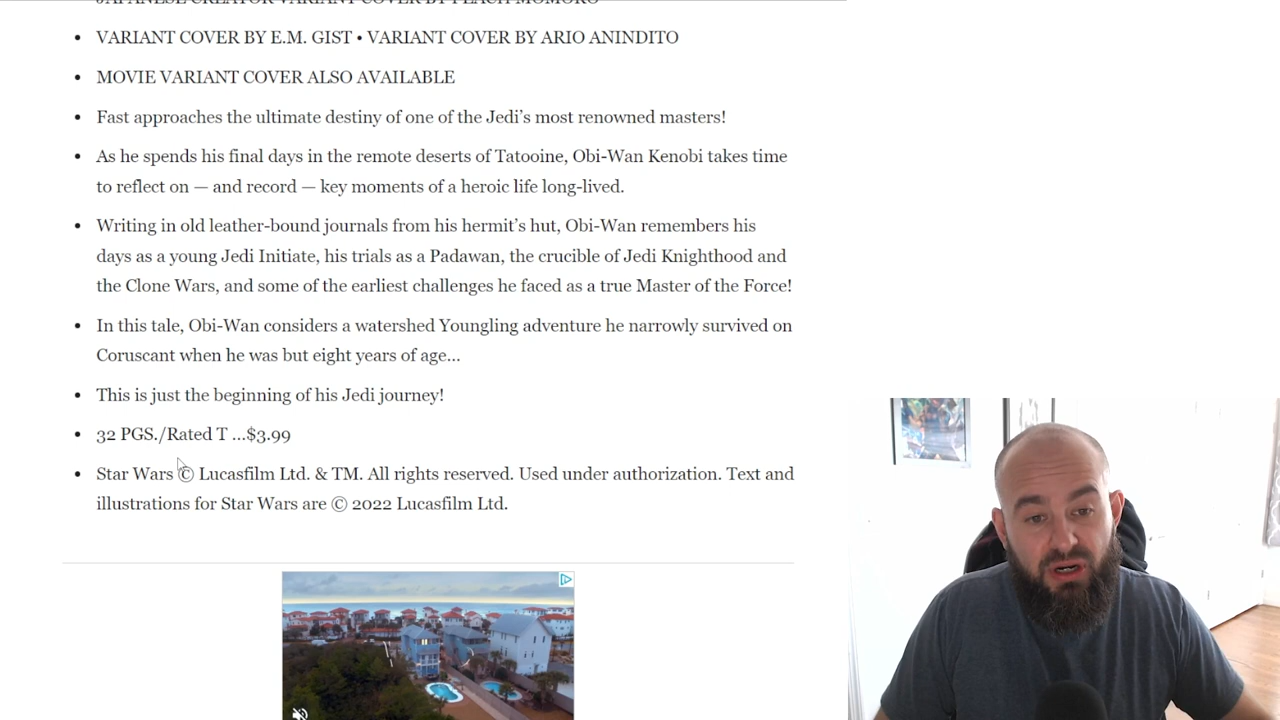 JAPANESE CREATOR VARIANT COVER BY PEACH MOMOKO
• VARIANT COVER BY E.M. GIST • VARIANT COVER BY ARIO ANINDITO
• MOVIE VARIANT COVER ALSO AVAILABLE
• Fast approaches the ultimate destiny of one of the Jedi’s most renowned masters!
• As he spends his final days in the remote deserts of Tatooine, Obi-Wan Kenobi takes time
to reflect on — and record — key moments of a heroic life long-lived.
• Writing in old leather-bound journals from his hermit’s hut, Obi-Wan remembers his
days as a young Jedi Initiate, his trials as a Padawan, the crucible of Jedi Knighthood and
the Clone Wars, and some of the earliest challenges he faced as a true Master of the Force!
• In this tale, Obi-Wan considers a watershed Youngling adventure he narrowly survived on
Coruscant when he was but eight years of age…
• This is just the beginning of his Jedi journey!
• 32 PGS./Rated T …$3.99
• Star Wars © Lucasfilm Ltd. & TM. All rights reserved. Used under authorization. Text and
illustrations for Star Wars are © 2022 Lucasfilm Ltd.